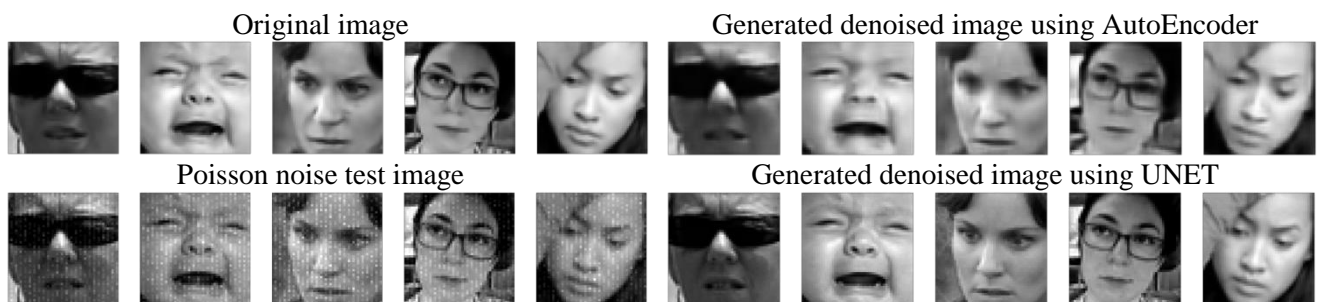 Original image
Generated denoised image using AutoEncoder
Poisson noise test image
Generated denoised image using UNET